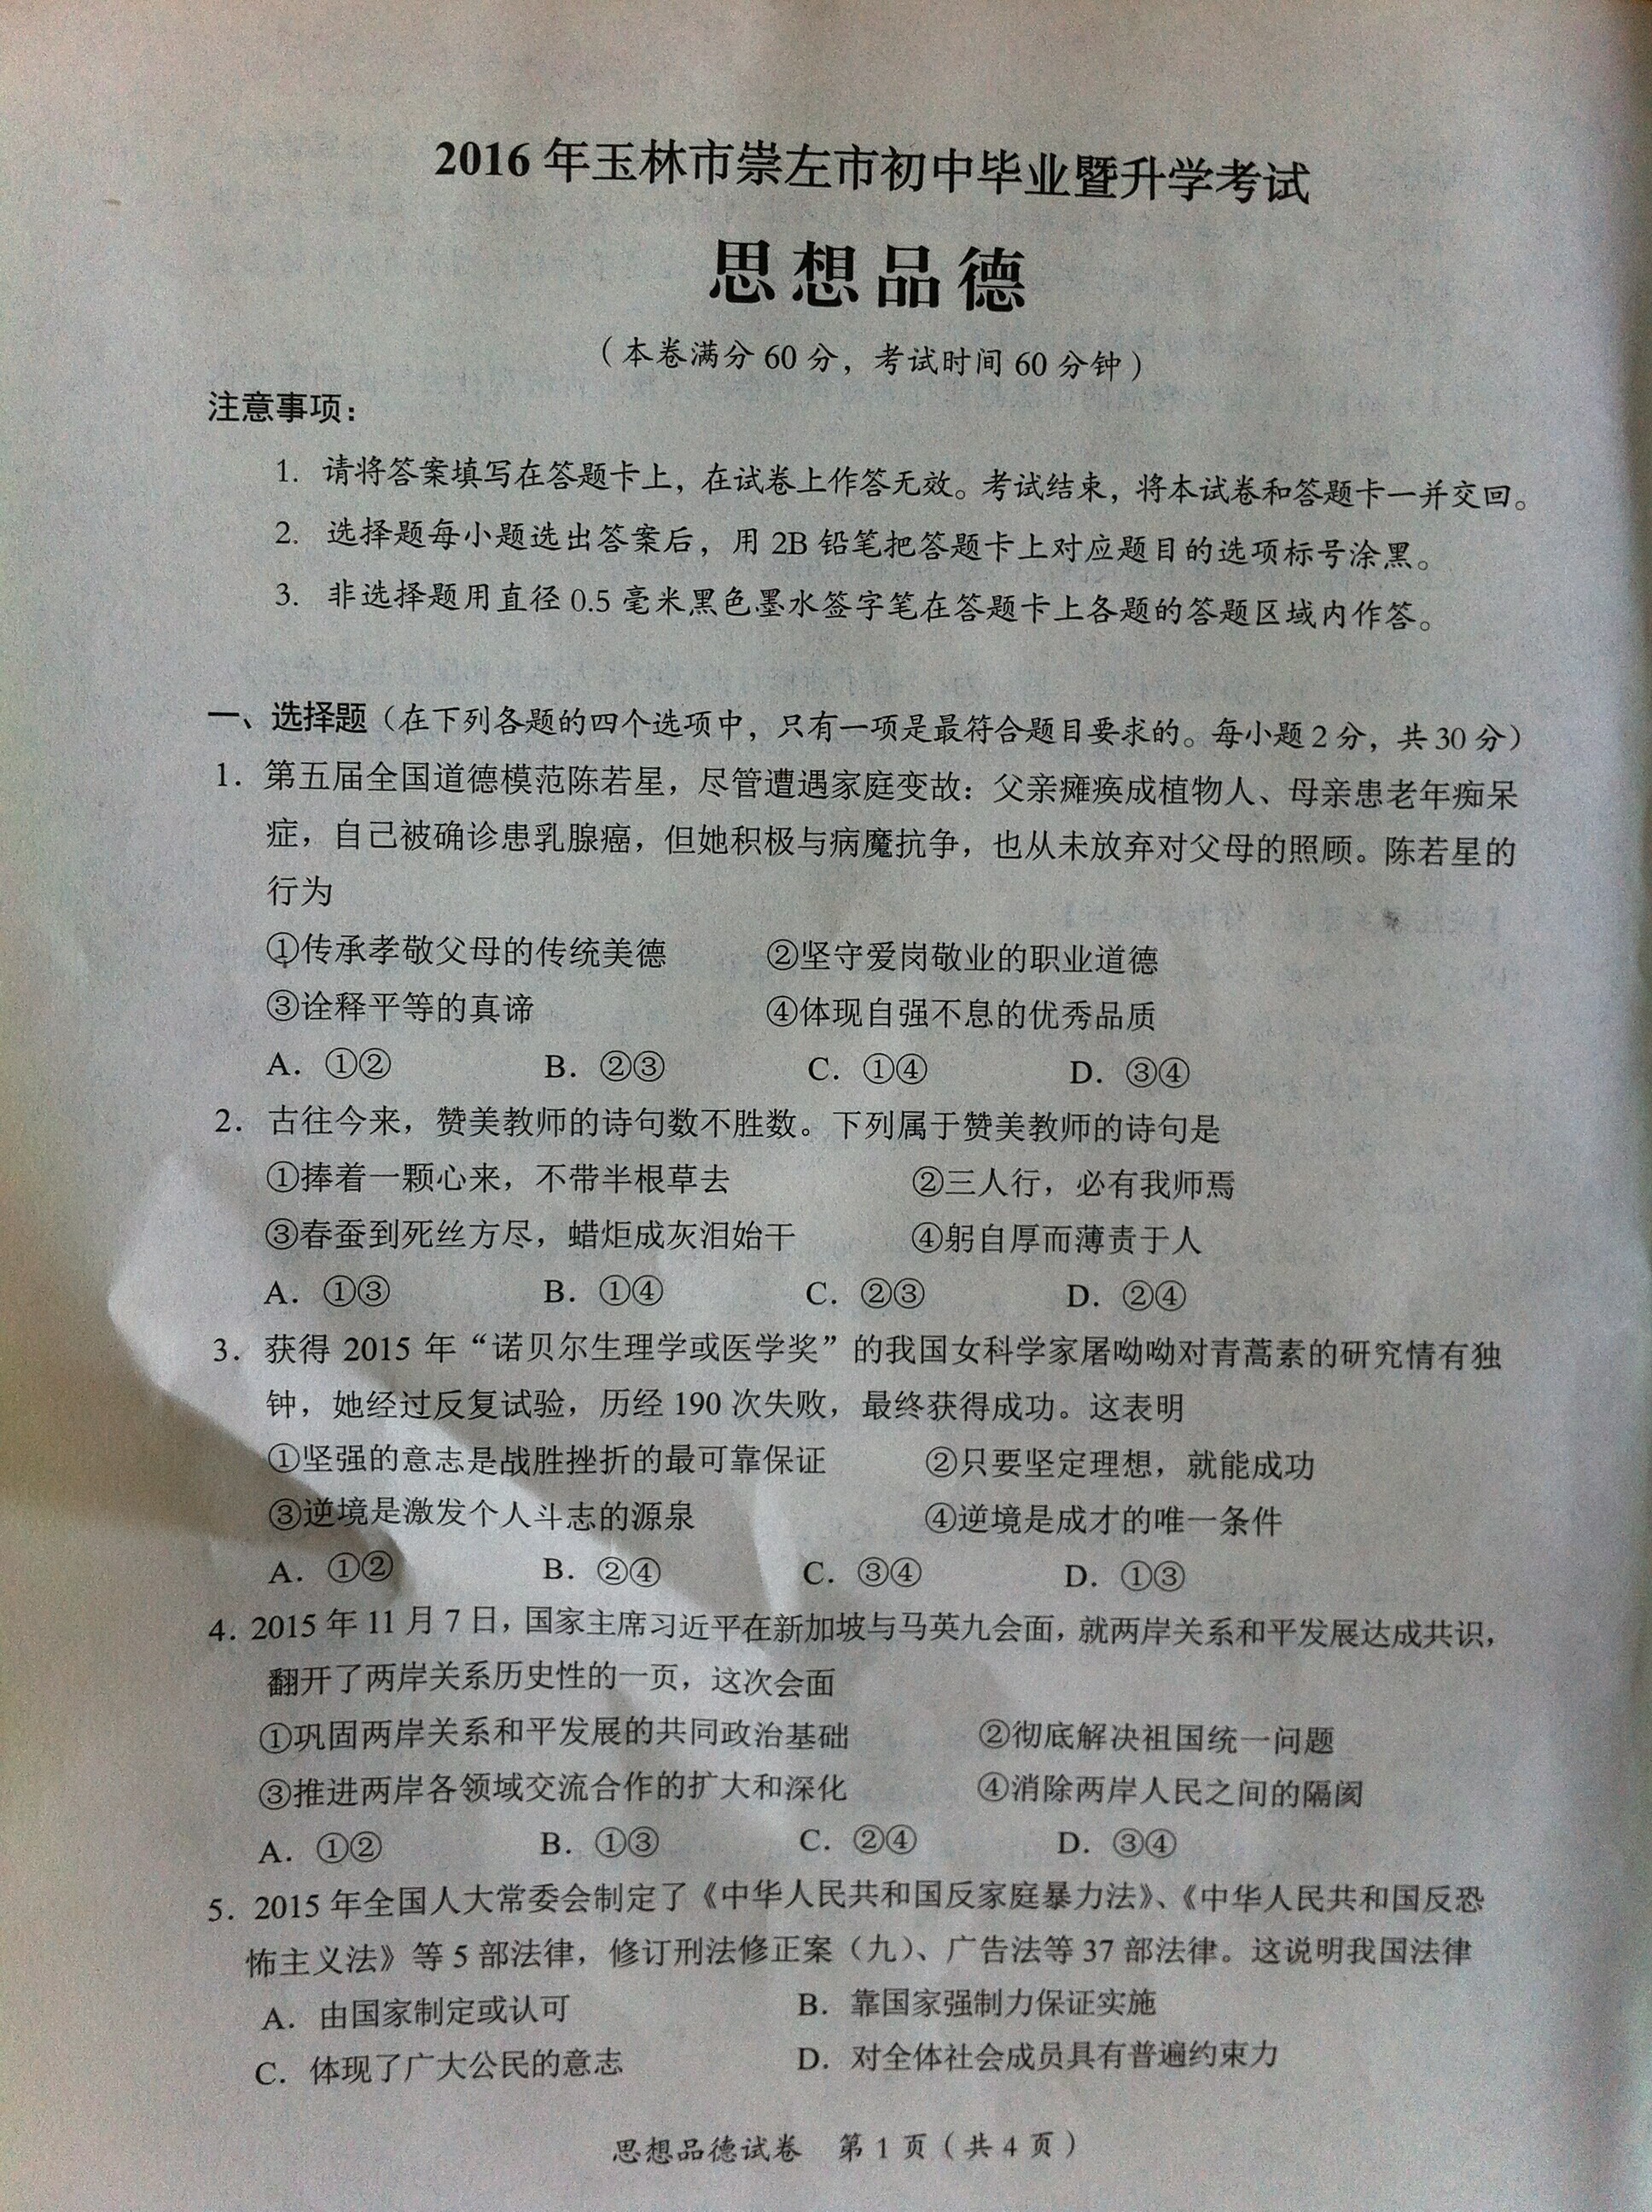 2016年玉林市崇左市初中毕业暨升学考试
思想品德
（本卷满分60分，考试时间60分钟）
注意事项：
1. 请将答案填写在答题卡上，在试卷上作答无效。考试结束，将本试卷和答题卡一并交回。
2. 选择题每小题选出答案后，用2B铅笔把答题卡上对应题目的选项标号涂黑。
3. 非选择题用直径0.5毫米黑色墨水签字笔在答题卡上各题的答题区域内作答。
一、选择题（在下列各题的四个选项中，只有一项是最符合题目要求的。每小题2分，共30分）
1. 第五届全国道德模范陈若星，尽管遭遇家庭变故：父亲瘫痪成植物人、母亲患老年痴呆
症，自己被确诊患乳腺癌，但她积极与病魔抗争，也从未放弃对父母的照顾。陈若星的
行为
①传承孝敬父母的传统美德 ②坚守爱岗敬业的职业道德
③诠释平等的真谛 ④体现自强不息的优秀品质
A. ①② B. ②③ C. ①④ D. ③④
2. 古往今来，赞美教师的诗句数不胜数。下列属于赞美教师的诗句是
①捧着一颗心来，不带半根草去 ②三人行，必有我师焉
③春蚕到死丝方尽，蜡炬成灰泪始干 ④躬自厚而薄责于人
A. ①③ B. ①④ C. ②③ D. ②④
3. 获得2015年“诺贝尔生理学或医学奖”的我国女科学家屠呦呦对青蒿素的研究情有独
钟，她经过反复试验，历经190次失败，最终获得成功。这表明
①坚强的意志是战胜挫折的最可靠保证 ②只要坚定理想，就能成功
③逆境是激发个人斗志的源泉 ④逆境是成才的唯一条件
A. ①② B. ②④ C. ③④ D. ①③
4. 2015年11月7日，国家主席习近平在新加坡与马英九会面，就两岸关系和平发展达成共识，
翻开了两岸关系历史性的一页，这次会面
①巩固两岸关系和平发展的共同政治基础 ②彻底解决祖国统一问题
③推进两岸各领域交流合作的扩大和深化 ④消除两岸人民之间的隔阂
A. ①② B. ①③ C. ②④ D. ③④
5. 2015年全国人大常委会制定了《中华人民共和国反家庭暴力法》、《中华人民共和国反恐
怖主义法》等5部法律，修订刑法修正案（九）、广告法等37部法律。这说明我国法律
A. 由国家制定或认可 B. 靠国家强制力保证实施
C. 体现了广大公民的意志 D. 对全体社会成员具有普遍约束力
思想品德试卷 第1页（共4页）